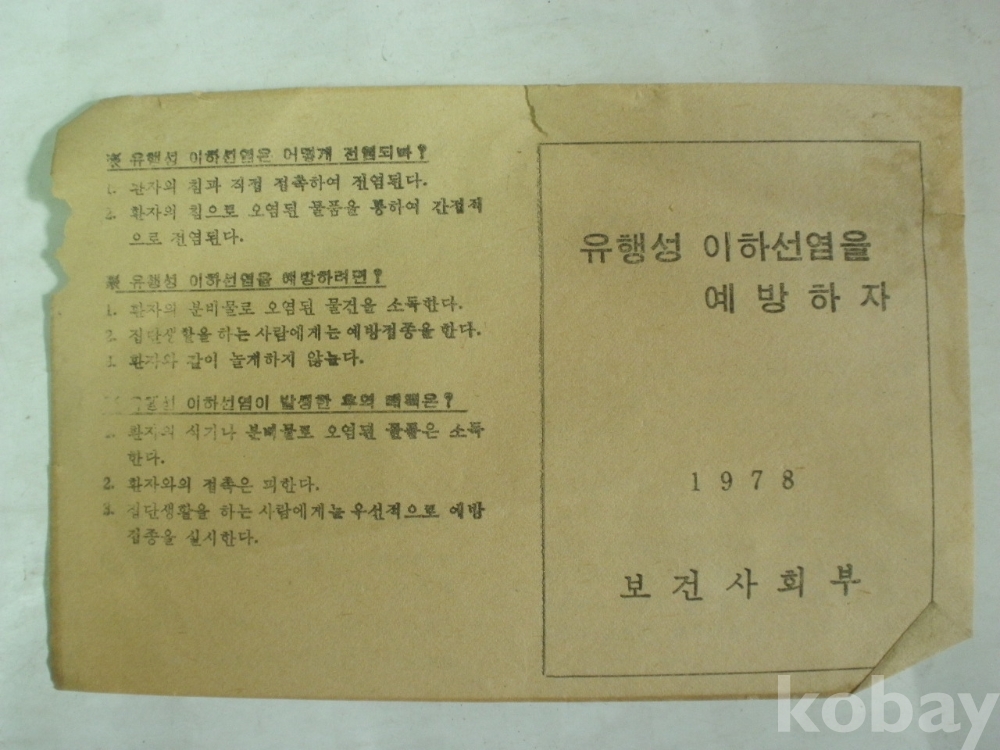 ※ 유행성 이하선염은 어떻게 전염되나?
1. 환자의 침과 직접 접촉하여 전염된다.
2. 환자의 침으로 오염된 물품을 통하여 간접적
으로 전염된다.
※ 유행성 이하선염을 예방하려면?
1. 환자의 분비물로 오염된 물건을 소독한다.
2. 집단생활을 하는 사람에게는 예방접종을 한다.
3. 환자와 같이 놀게하지 않는다.
이하선염이 발생한 후의 대책은?
1. 환자의 식기나 분비물로 오염된 물품은 소독
한다.
2. 환자와의 접촉은 피한다.
3. 집단생활을 하는 사람에게는 우선적으로 예방
접종을 실시한다.
유행성 이하선염을
예방하자
1978
보건사회부
kobay